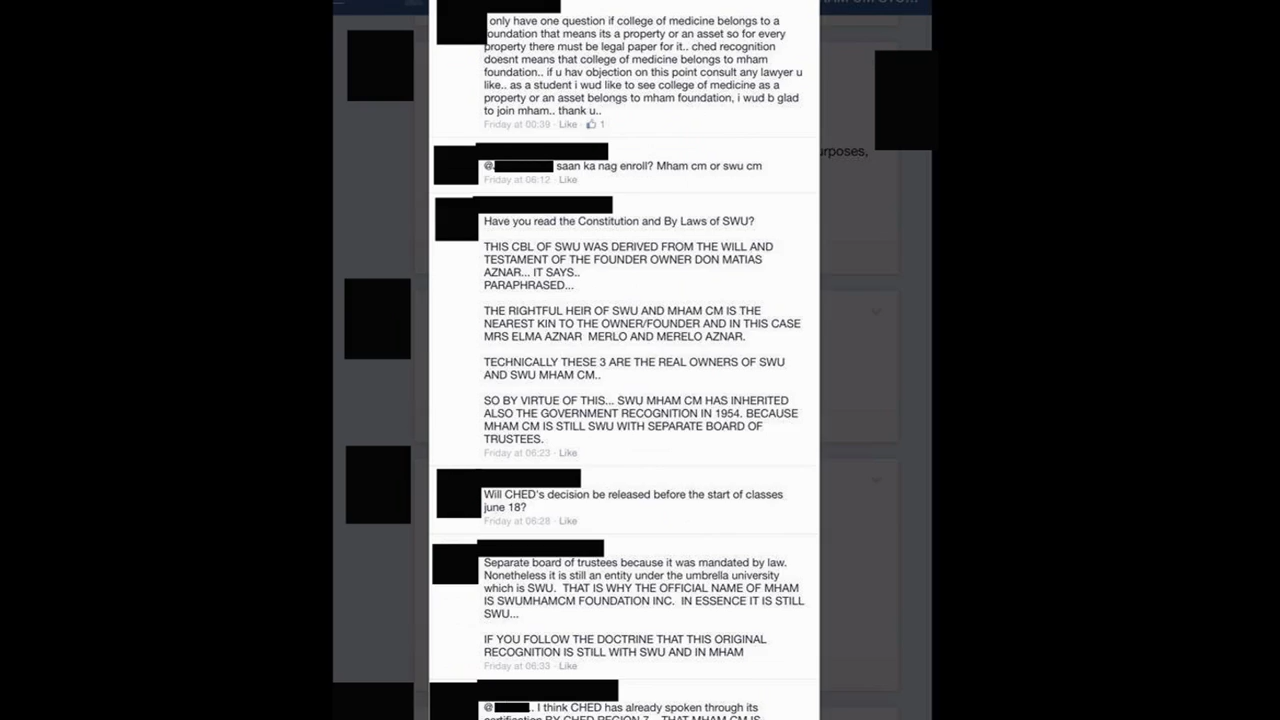 only have one question if college of medicine belongs to a
foundation that means its a property or an asset so for every
property there must be legal paper for it.. ched recognition
doesnt means that college of medicine belongs to mham
foundation.. if u hav objection on this point consult any lawyer u
like.. as a student i wud like to see college of medicine as a
property or an asset belongs to mham foundation, i wud b glad
to join mham.. thank u..
Friday at 00:39 · Like · 1
urposes,
@ saan ka nag enroll? Mham cm or swu cm
Friday at 06:12 · Like
Have you read the Constitution and By Laws of SWU?
THIS CBL OF SWU WAS DERIVED FROM THE WILL AND
TESTAMENT OF THE FOUNDER OWNER DON MATIAS
AZNAR... IT SAYS..
PARAPHRASED...
THE RIGHTFUL HEIR OF SWU AND MHAM CM IS THE
NEAREST KIN TO THE OWNER/FOUNDER AND IN THIS CASE
MRS ELMA AZNAR MERLO AND MERELO AZNAR.
TECHNICALLY THESE 3 ARE THE REAL OWNERS OF SWU
AND SWU MHAM CM..
SO BY VIRTUE OF THIS... SWU MHAM CM HAS INHERITED
ALSO THE GOVERNMENT RECOGNITION IN 1954. BECAUSE
MHAM CM IS STILL SWU WITH SEPARATE BOARD OF
TRUSTEES.
Friday at 06:23 · Like
Will CHED's decision be released before the start of classes
june 18?
Friday at 06:28 · Like
Separate board of trustees because it was mandated by law.
Nonetheless it is still an entity under the umbrella university
which is SWU. THAT IS WHY THE OFFICIAL NAME OF MHAM
IS SWUMHAMCM FOUNDATION INC. IN ESSENCE IT IS STILL
SWU...
IF YOU FOLLOW THE DOCTRINE THAT THIS ORIGINAL
RECOGNITION IS STILL WITH SWU AND IN MHAM
Friday at 06:33 · Like
@ .. I think CHED has already spoken through its
certification BY CHED REGION 7... THAT MHAM CM IS